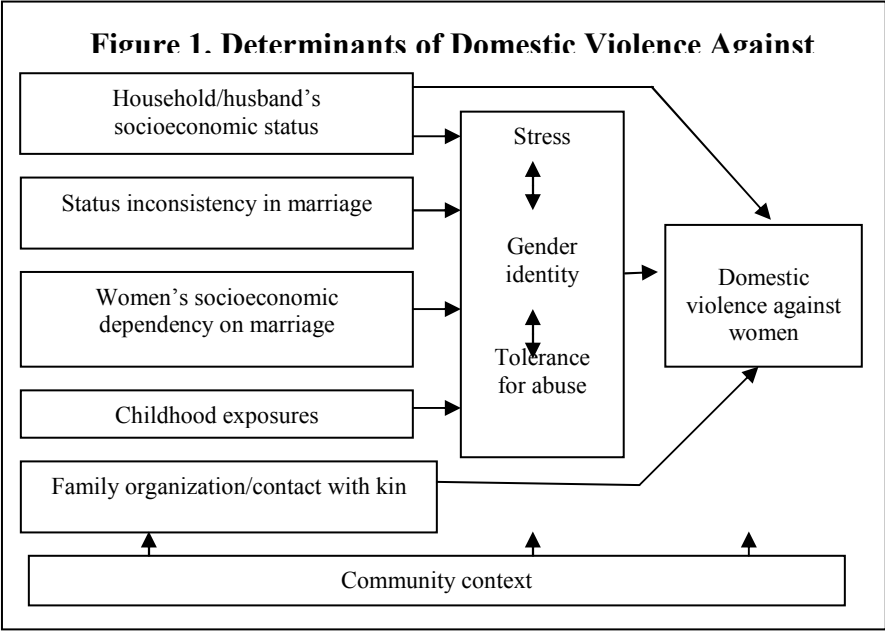 Figure 1. Determinants of Domestic Violence Against
Household/husband’s
socioeconomic status
Status inconsistency in marriage
Women’s socioeconomic
dependency on marriage
Childhood exposures
Family organization/contact with kin
Stress
Gender
identity
Tolerance
for abuse
Domestic
violence against
women
Community context